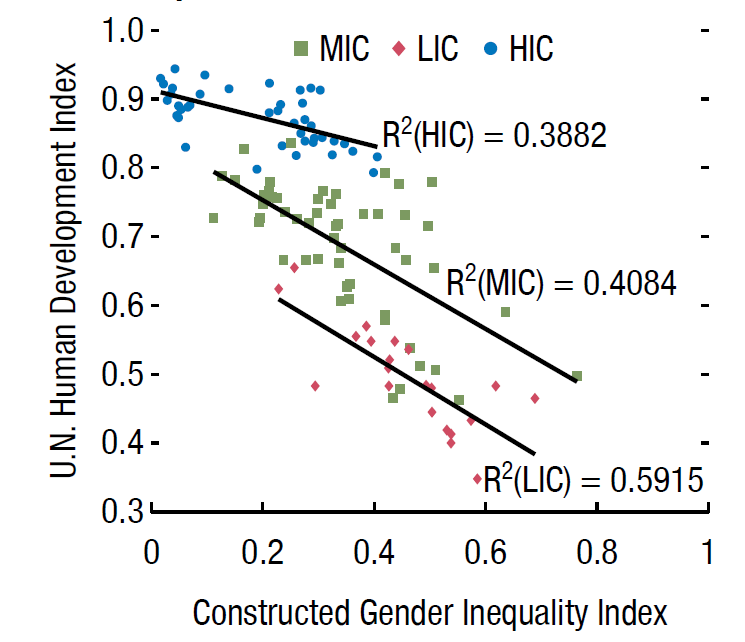 MIC LIC HIC
U.N. Human Development Index
1.0
0.9
0.8
0.7
0.6
0.5
0.4
0.3
R²(HIC) = 0.3882
R²(MIC) = 0.4084
R²(LIC) = 0.5915
0 0.2 0.4 0.6 0.8 1
Constructed Gender Inequality Index